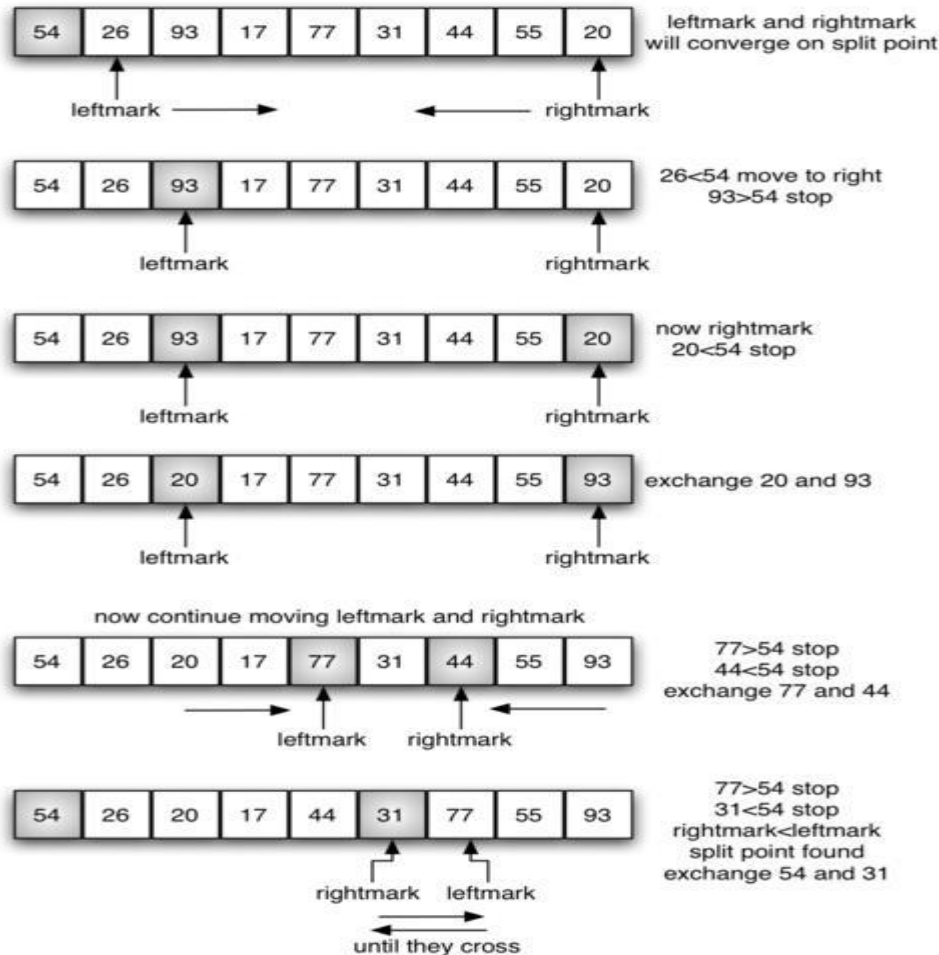 54 26 93 17 77 31 44 55 20
leftmark and rightmark
will converge on split point
leftmark rightmark
54 26 93 17 77 31 44 55 20
26<54 move to right
93>54 stop
leftmark rightmark
54 26 93 17 77 31 44 55 20
now rightmark
20<54 stop
leftmark rightmark
54 26 20 17 77 31 44 55 93
exchange 20 and 93
leftmark rightmark
now continue moving leftmark and rightmark
54 26 20 17 77 31 44 55 93
77>54 stop
44<54 stop
exchange 77 and 44
leftmark rightmark
54 26 20 17 44 31 77 55 93
77>54 stop
31<54 stop
rightmark<leftmark
split point found
exchange 54 and 31
rightmark leftmark
until they cross